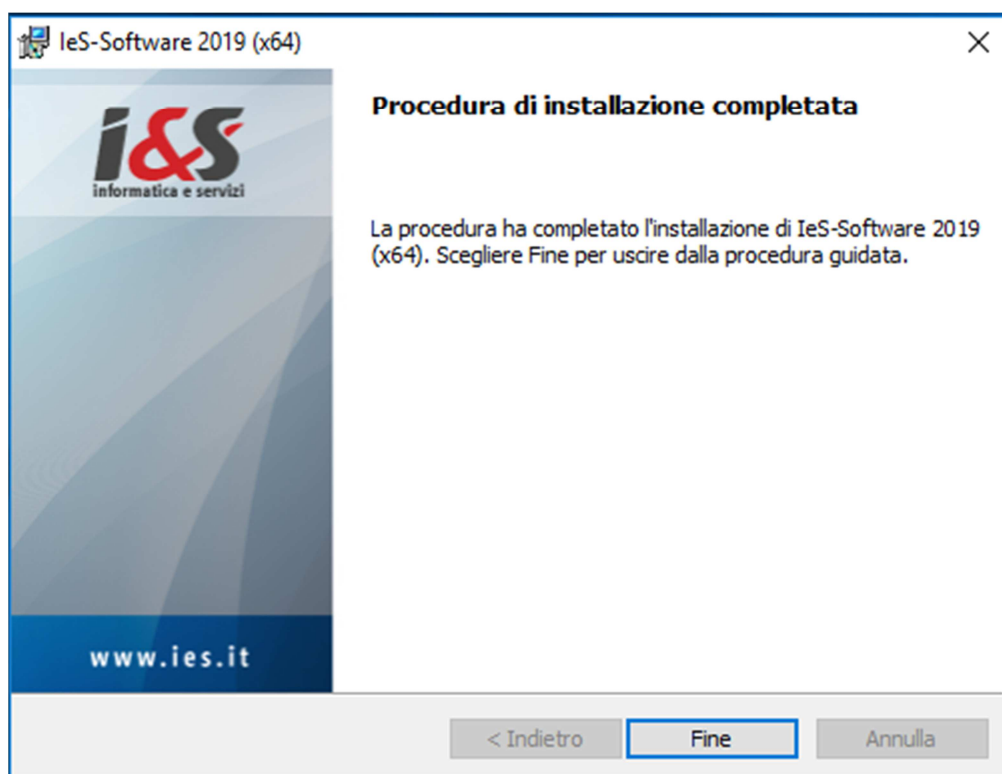 IeS-Software 2019 (x64)
i&S
informatica e servizi
Procedura di installazione completata
La procedura ha completato l'installazione di IeS-Software 2019
(x64). Scegliere Fine per uscire dalla procedura guidata.
www.ies.it
< Indietro
Fine
Annulla